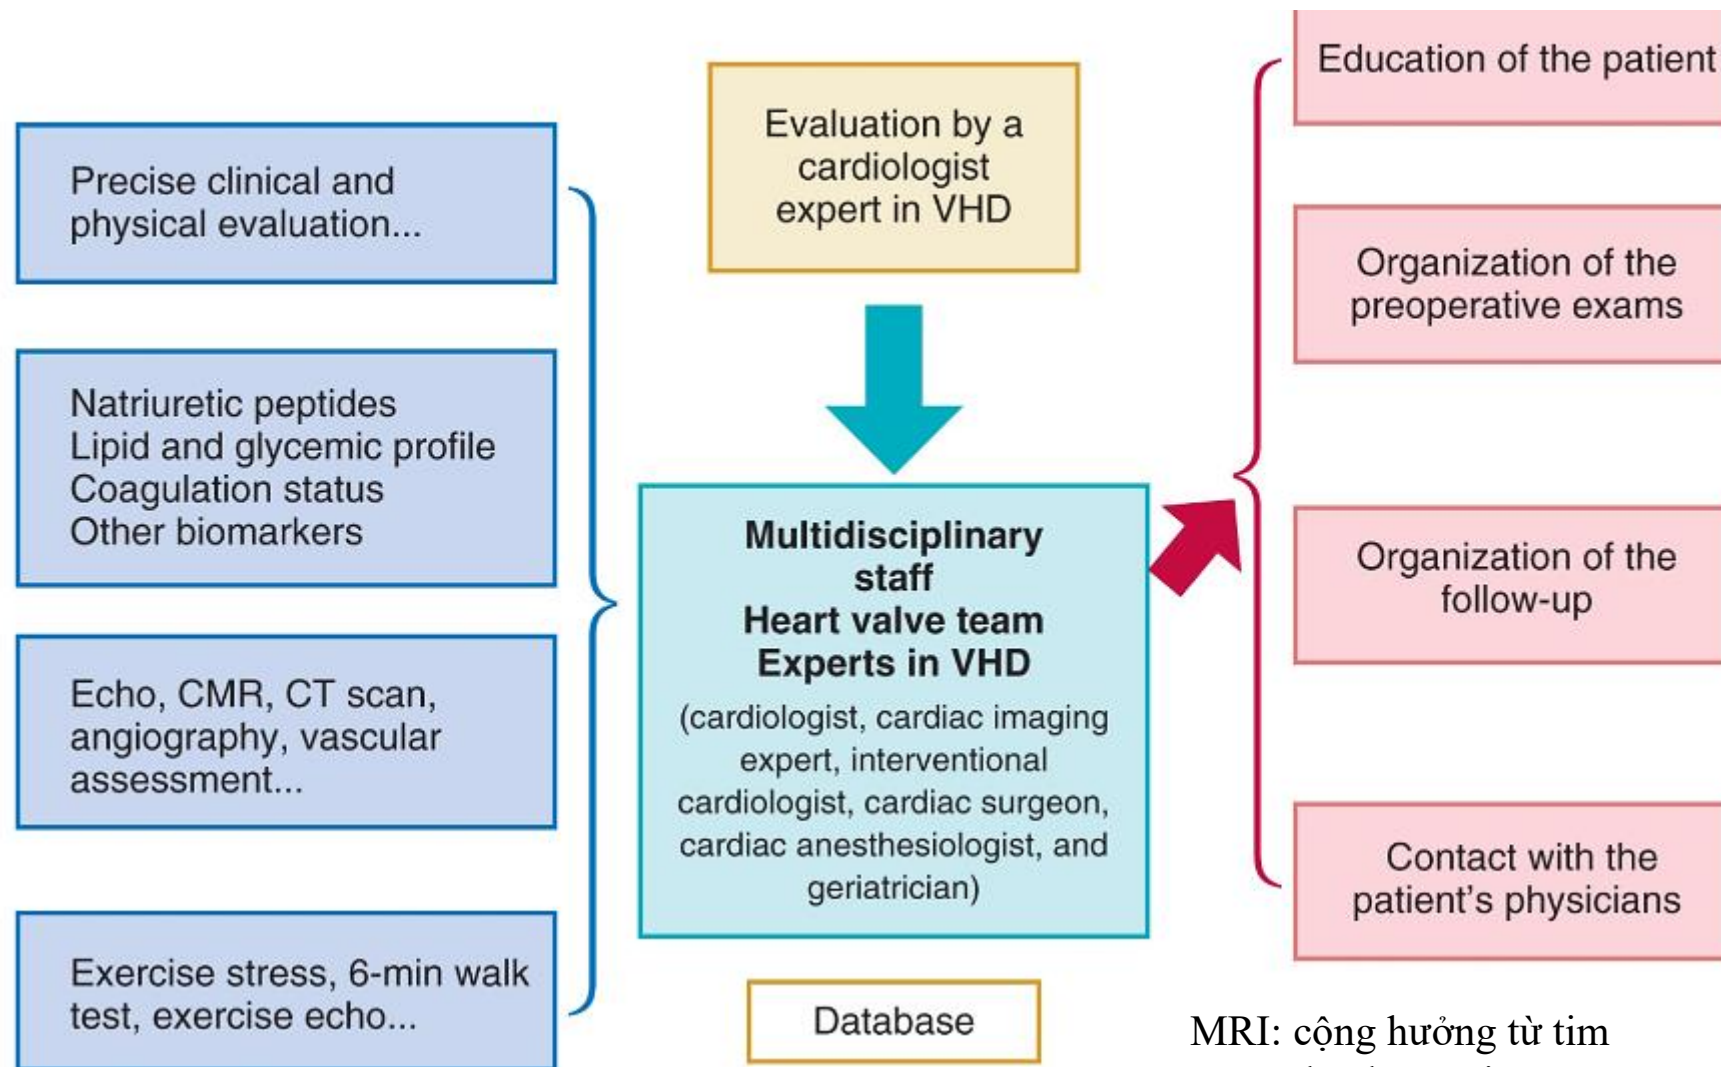 Precise clinical and
physical evaluation...
Natriuretic peptides
Lipid and glycemic profile
Coagulation status
Other biomarkers
Echo, CMR, CT scan,
angiography, vascular
assessment...
Exercise stress, 6-min walk
test, exercise echo...
Evaluation by a
cardiologist
expert in VHD
Multidisciplinary
staff
Heart valve team
Experts in VHD
(cardiologist, cardiac imaging
expert, interventional
cardiologist, cardiac surgeon,
cardiac anesthesiologist, and
geriatrician)
Database
Education of the patient
Organization of the
preoperative exams
Organization of the
follow-up
Contact with the
patient's physicians
MRI: cộng hưởng từ tim